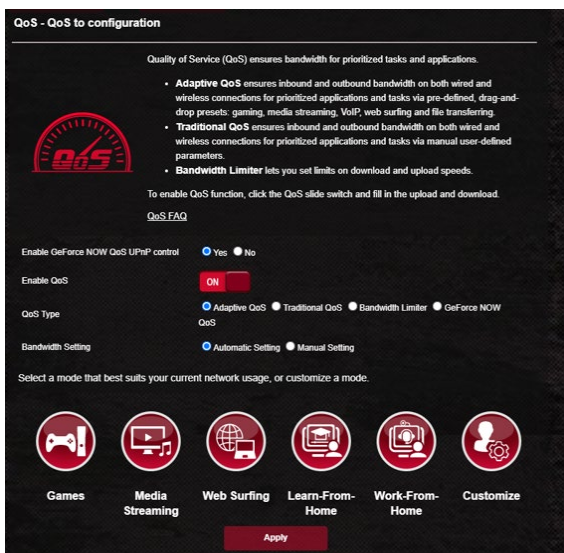 QoS - QoS to configuration
Quality of Service (QoS) ensures bandwidth for prioritized tasks and applications.
• Adaptive QoS ensures inbound and outbound bandwidth on both wired and
wireless connections for prioritized applications and tasks via pre-defined, drag-and-
drop presets: gaming, media streaming, VoIP, web surfing and file transferring.
• Traditional QoS ensures inbound and outbound bandwidth on both wired and
wireless connections for prioritized applications and tasks via manual user-defined
parameters.
• Bandwidth Limiter lets you set limits on download and upload speeds.
QoS
To enable QoS function, click the QoS slide switch and fill in the upload and download.
QoS FAQ
Enable GeForce NOW QoS UPnP control Yes No
Enable QoS ON
QoS Type Adaptive QoS Traditional QoS Bandwidth Limiter GeForce NOW
QoS
Bandwidth Setting Automatic Setting Manual Setting
Select a mode that best suits your current network usage, or customize a mode.
Games Media Web Surfing Learn-From- Work-From- Customize
Streaming Home Home
Apply